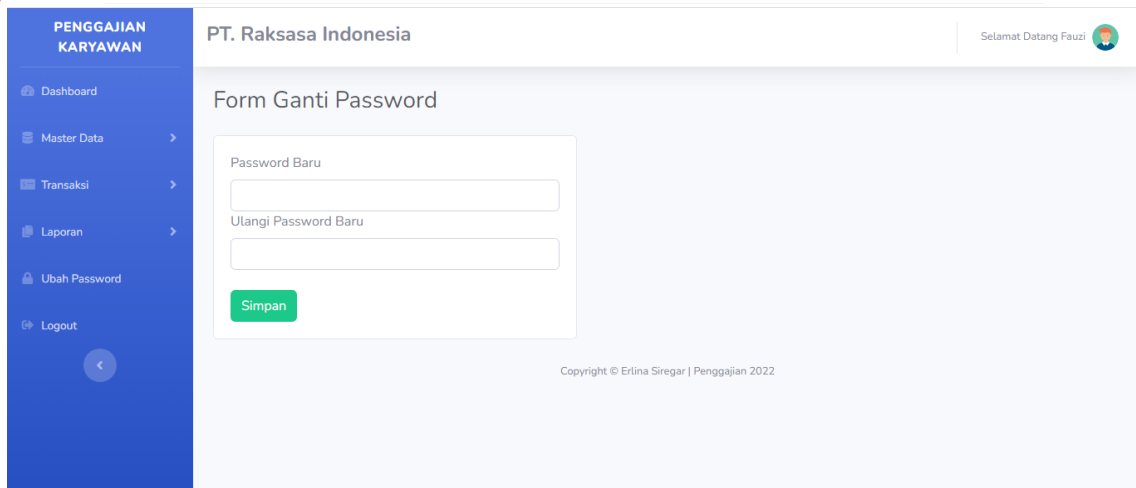 PENGGAJIAN
KARYAWAN
PT. Raksasa Indonesia
Selamat Datang Fauzi
Dashboard
Master Data
Transaksi
Laporan
Ubah Password
Logout
Form Ganti Password
Password Baru
Ulangi Password Baru
Simpan
Copyright © Erlina Siregar | Penggajian 2022